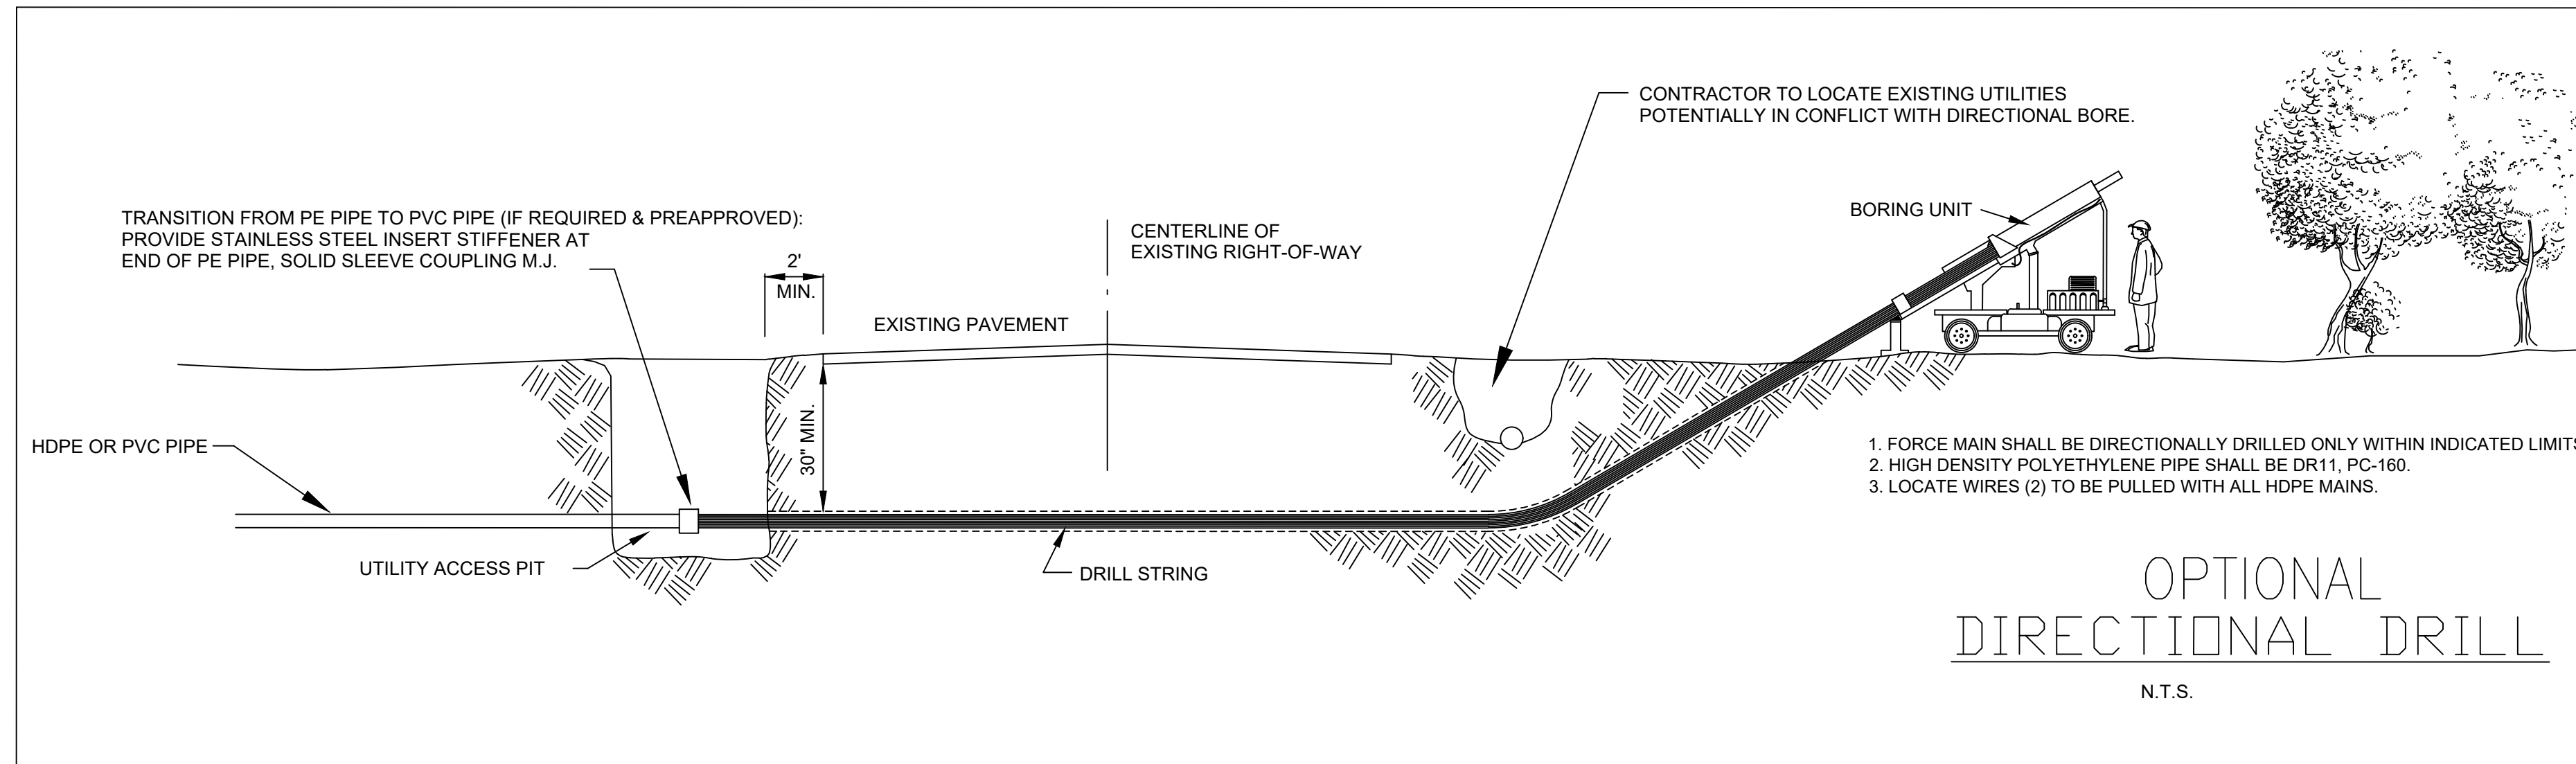 CONTRACTOR TO LOCATE EXISTING UTILITIES
POTENTIALLY IN CONFLICT WITH DIRECTIONAL BORE.
BORING UNIT
TRANSITION FROM PE PIPE TO PVC PIPE (IF REQUIRED & PREAPPROVED):
PROVIDE STAINLESS STEEL INSERT STIFFENER AT
END OF PE PIPE, SOLID SLEEVE COUPLING M.J.
2'
MIN.
CENTERLINE OF
EXISTING RIGHT-OF-WAY
EXISTING PAVEMENT
30" MIN.
HDPE OR PVC PIPE
UTILITY ACCESS PIT
DRILL STRING
1. FORCE MAIN SHALL BE DIRECTIONALLY DRILLED ONLY WITHIN INDICATED LIMITS
2. HIGH DENSITY POLYETHYLENE PIPE SHALL BE DR11, PC-160.
3. LOCATE WIRES (2) TO BE PULLED WITH ALL HDPE MAINS.
OPTIONAL
DIRECTIONAL DRILL
N.T.S.